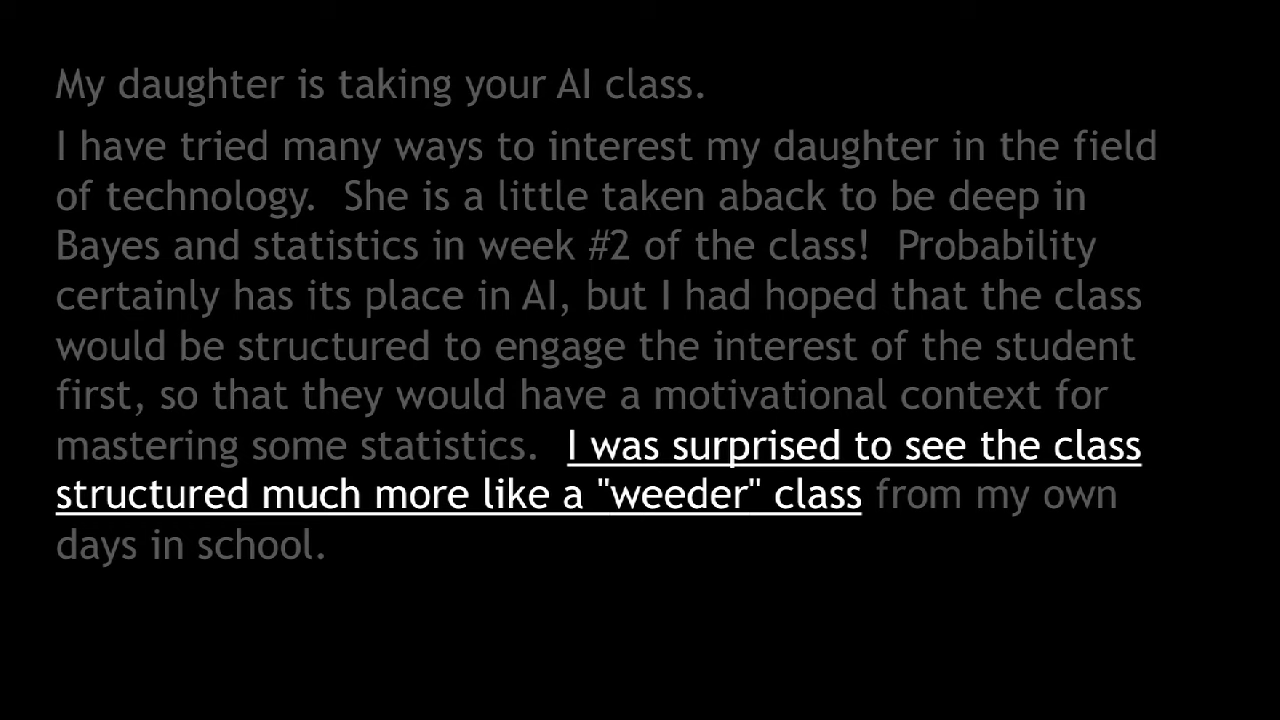 My daughter is taking your AI class.
I have tried many ways to interest my daughter in the field
of technology.  She is a little taken aback to be deep in
Bayes and statistics in week #2 of the class!  Probability
certainly has its place in AI, but I had hoped that the class
would be structured to engage the interest of the student
first, so that they would have a motivational context for
mastering some statistics.  I was surprised to see the class
structured much more like a "weeder" class from my own
days in school.